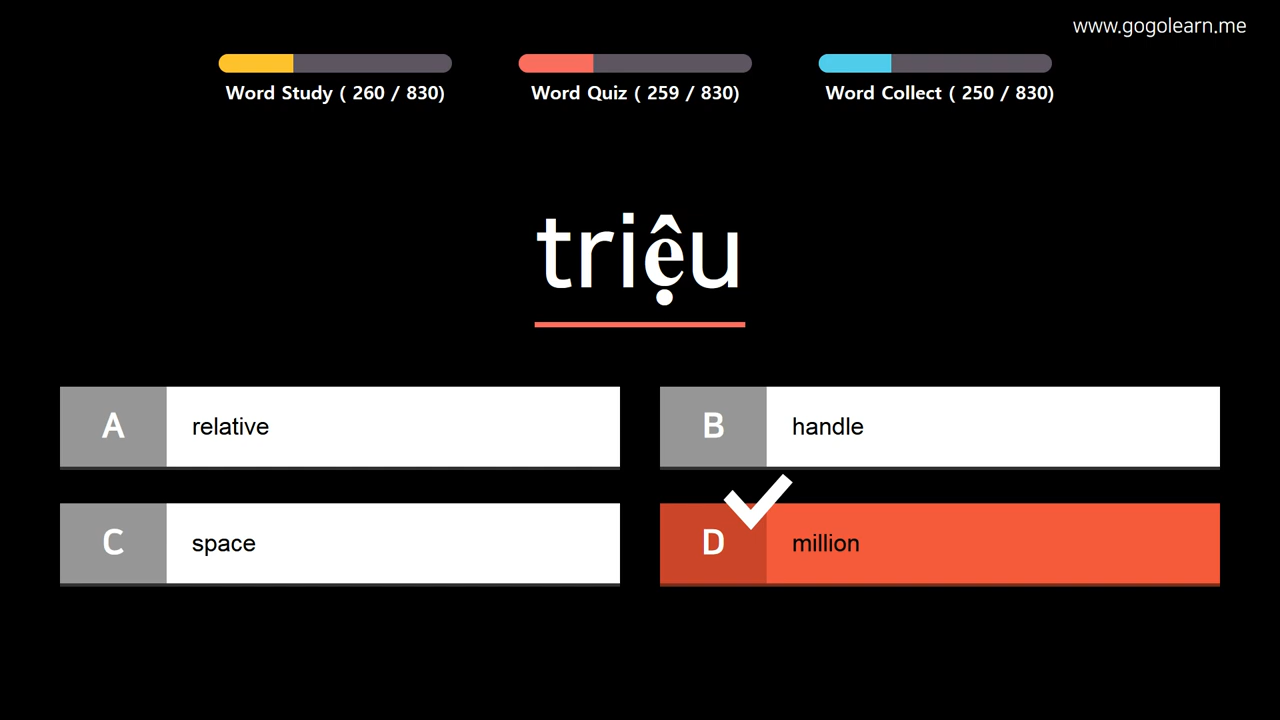 www.gogolearn.me
Word Study ( 260 / 830)
Word Quiz ( 259 / 830)
Word Collect ( 250 / 830)
triệu
A relative
B handle
C space
D million